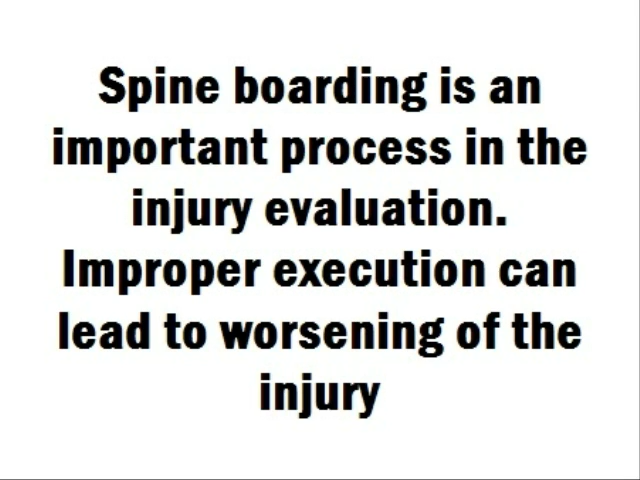 Spine boarding is an
important process in the
injury evaluation.
Improper execution can
lead to worsening of the
injury